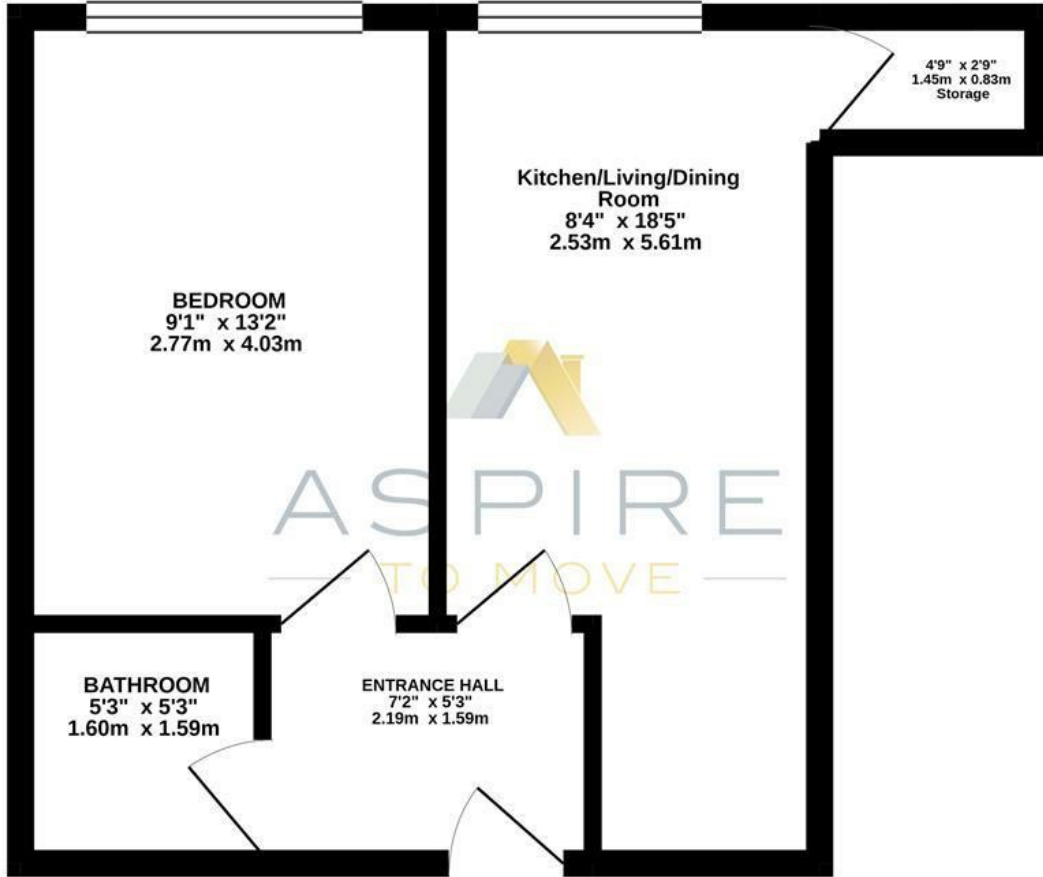 4'9" x 2'9"
1.45m x 0.83m
Storage
Kitchen/Living/Dining
Room
8'4" x 18'5"
2.53m x 5.61m
BEDROOM
9'1" x 13'2"
2.77m x 4.03m
ASPIRE
TO MOVE
BATHROOM
5'3" x 5'3"
1.60m x 1.59m
ENTRANCE HALL
7'2" x 5'3"
2.19m x 1.59m